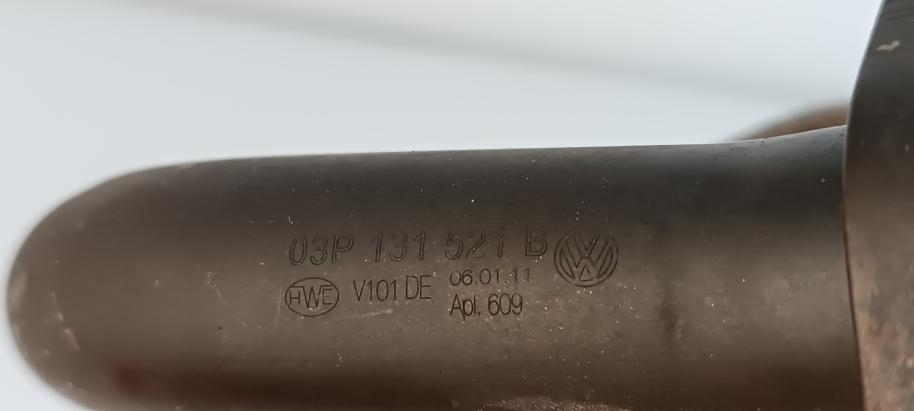 03P 131 521 B
HWE V101 DE 06.01.11
Apl. 609